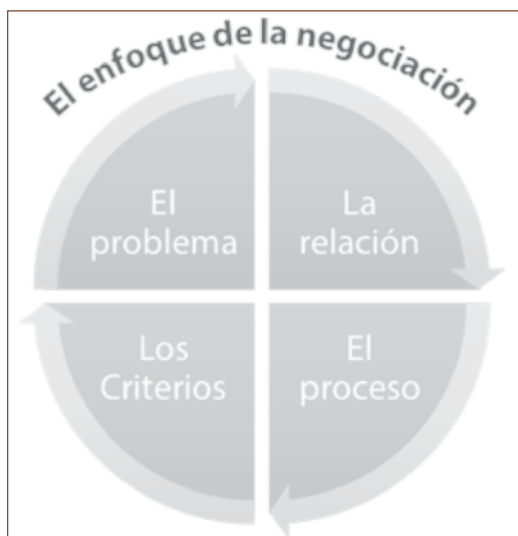 El enfoque de la negociación
El
problema
La
relación
Los
Criterios
El
proceso